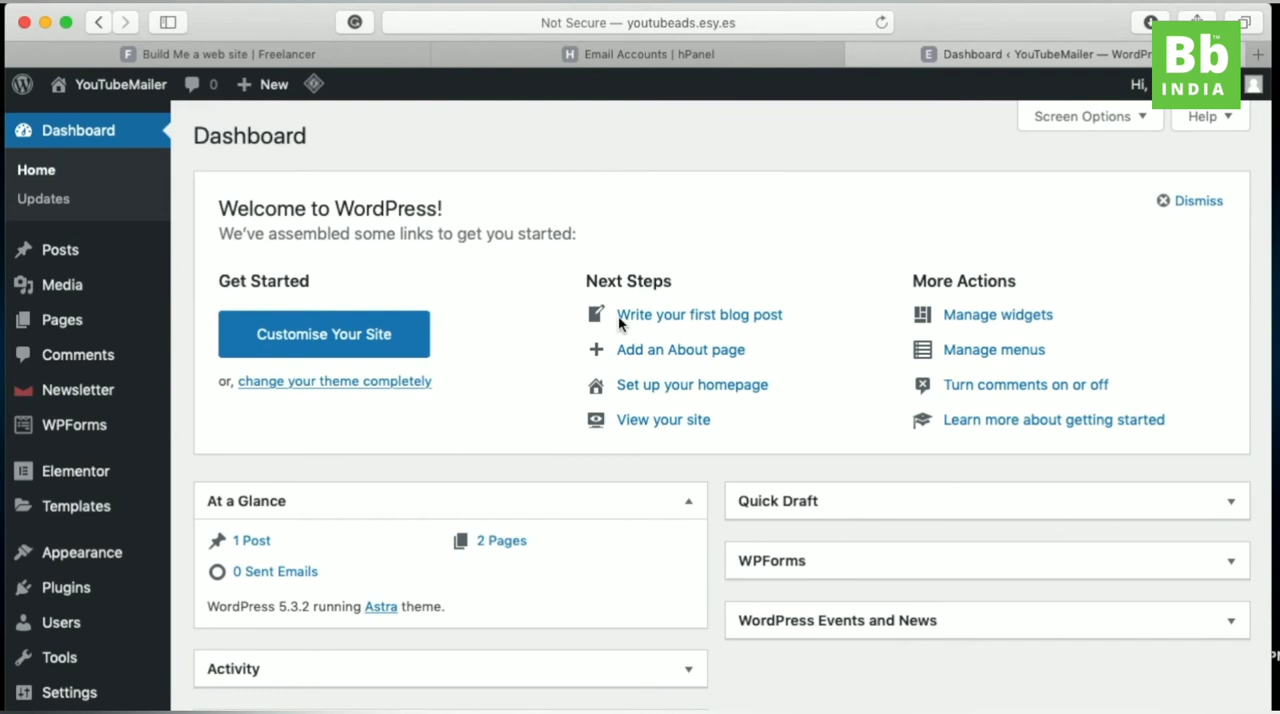 Not Secure — youtubeads.esy.es
F Build Me a web site | Freelancer
H Email Accounts | hPanel
E Dashboard ‹ YouTubeMailer — WordPr
Bb™
INDIA
YouTubeMailer
0
New
Hi,
Screen Options
Help
Dashboard
Home
Updates
Posts
Media
Pages
Comments
Newsletter
WPForms
Elementor
Templates
Appearance
Plugins
Users
Tools
Settings
Dashboard
Welcome to WordPress!
Dismiss
We've assembled some links to get you started:
Get Started
Customise Your Site
or, change your theme completely
Next Steps
Write your first blog post
Add an About page
Set up your homepage
View your site
More Actions
Manage widgets
Manage menus
Turn comments on or off
Learn more about getting started
At a Glance
1 Post
2 Pages
0 Sent Emails
WordPress 5.3.2 running Astra theme.
Activity
Quick Draft
WPForms
WordPress Events and News